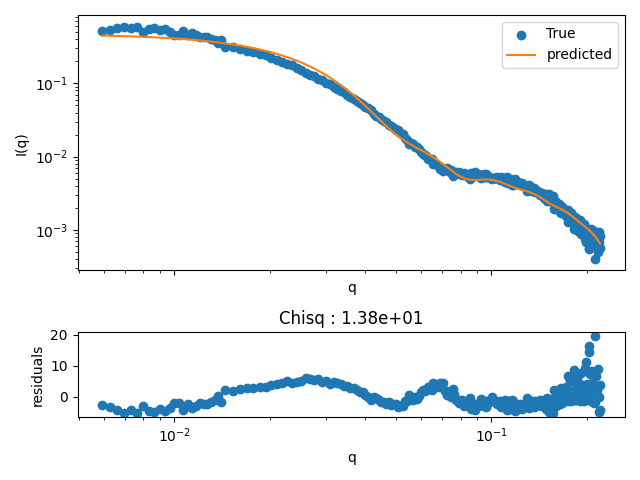 True
predicted
10⁻¹
10⁻²
10⁻³
I(q)
q
Chisq : 1.38e+01
20
10
0
residuals
10⁻²
10⁻¹
q